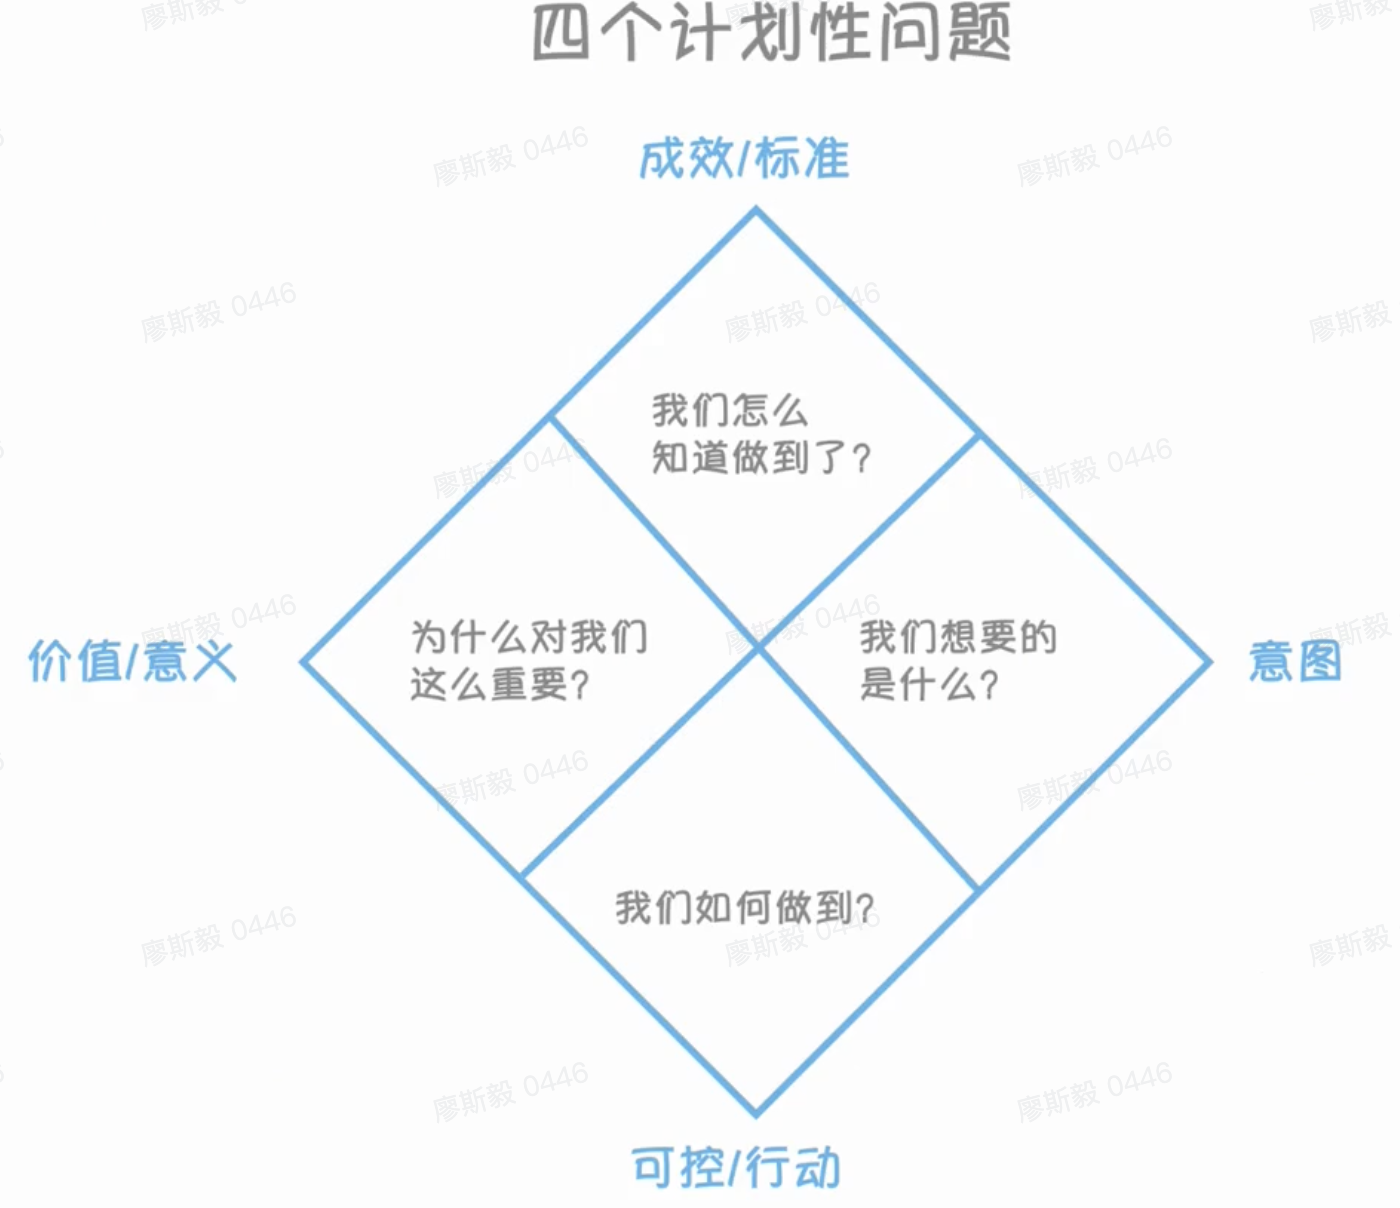 四个计划性问题
成效/标准
我们怎么
知道做到了?
价值/意义
为什么对我们
这么重要?
我们想要的
是什么?
意图
我们如何做到?
可控/行动
廖斯毅 0446